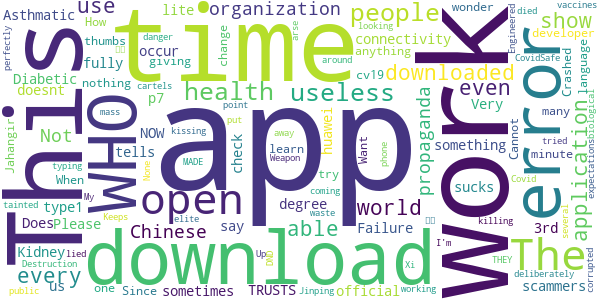 Asthmatic
use
lite
organization
people
show
wonder
died
vaccines
How
thumbs
occur
connectivity
developer
perfectly
fully
giving
change
looking
arse
danger
cartels
around
anything
downloaded
Engineered
CovidSafe
Diabetic
nothing
time
cv19
Crashed
language
doesnt
p7
health
useless
even
many
Not
NOW
check
Very
tried
Jahangir
This
WHO
mass
kissing
point
put
away
learn
huawei
Want
phone
propaganda
something
Cannot
minute
expectations
biological
typing
tells
MADE
Weapon
app
Work
error
application
When
type1
open
try
None
My
tainted
Does
Please
able
degree
coming
world
sucks
Covid
3rd
Kidney
lied
Chinese
say
elite
waste
Failure
killing
scammers
every
us
download
The
Destruction
one
Since
Up
DND
Xi
I'm
THEY
several
deliberately
public
Keeps
sometimes
TRUSTS
Jinping
official
working
corrupted